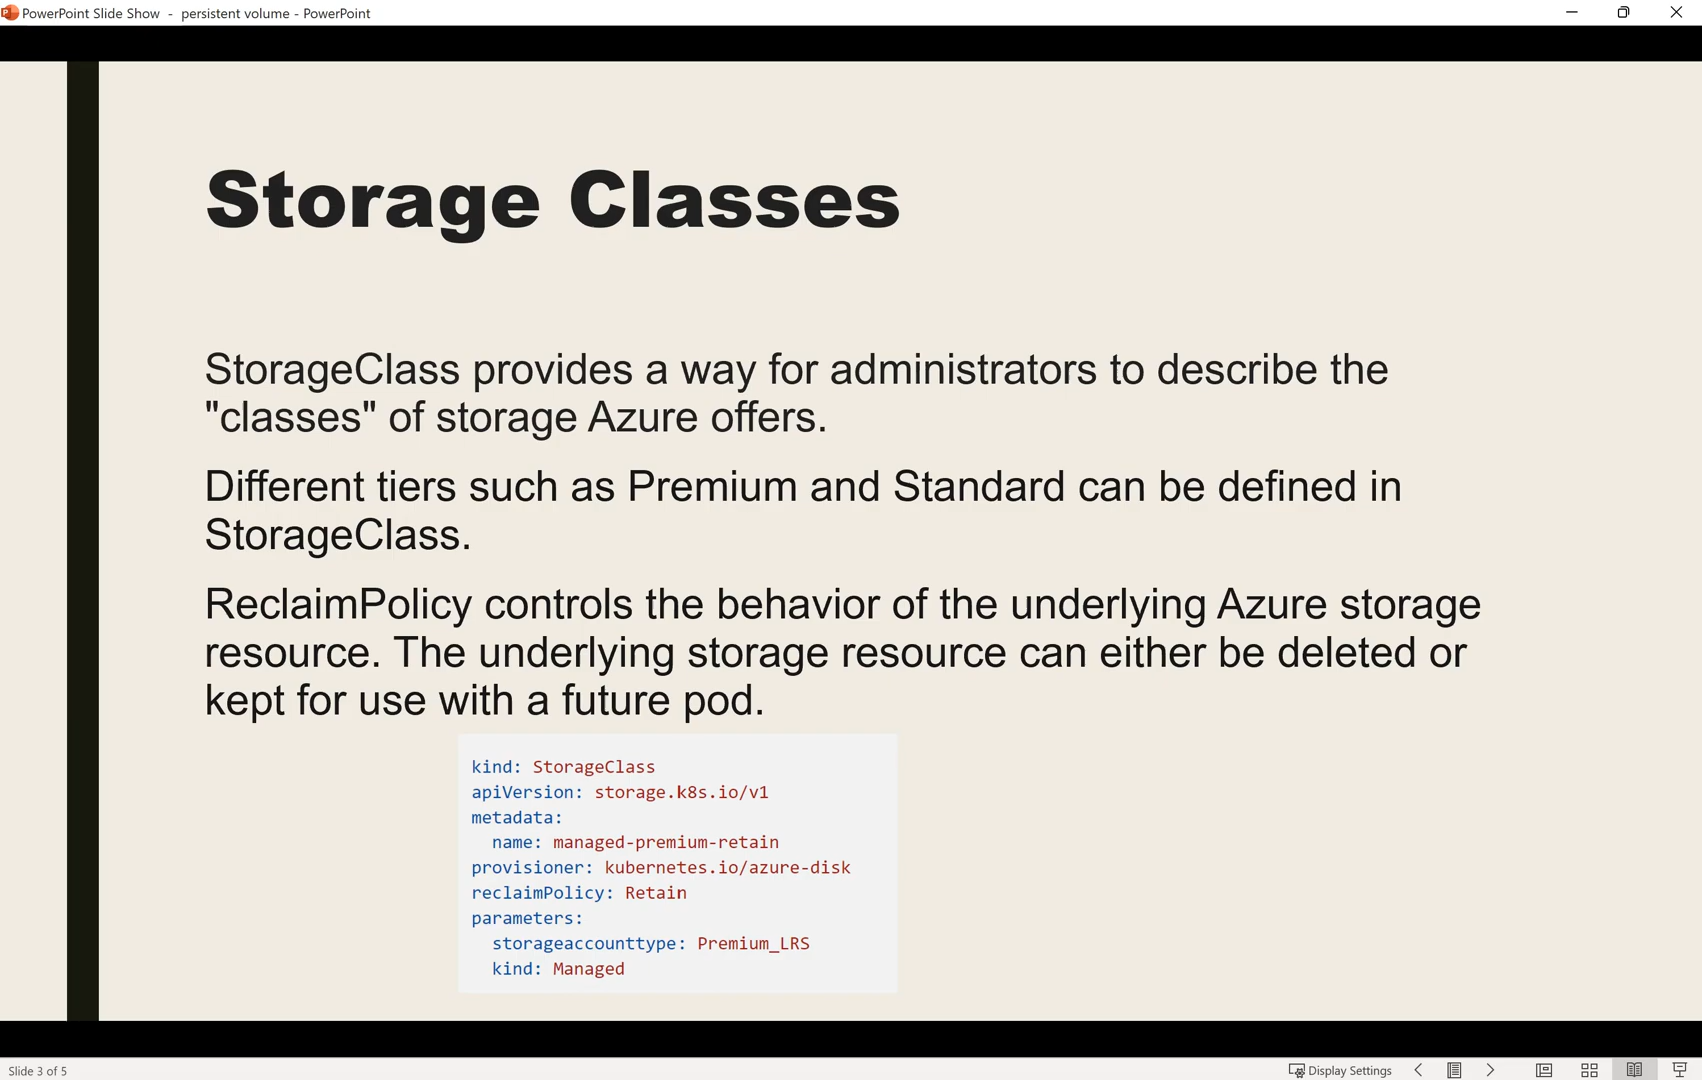 PowerPoint Slide Show - persistent volume - PowerPoint
Storage Classes
StorageClass provides a way for administrators to describe the
"classes" of storage Azure offers.
Different tiers such as Premium and Standard can be defined in
StorageClass.
ReclaimPolicy controls the behavior of the underlying Azure storage
resource. The underlying storage resource can either be deleted or
kept for use with a future pod.
kind: StorageClass
apiVersion: storage.k8s.io/v1
metadata:
  name: managed-premium-retain
provisioner: kubernetes.io/azure-disk
reclaimPolicy: Retain
parameters:
  storageaccounttype: Premium_LRS
  kind: Managed
Slide 3 of 5
Display Settings